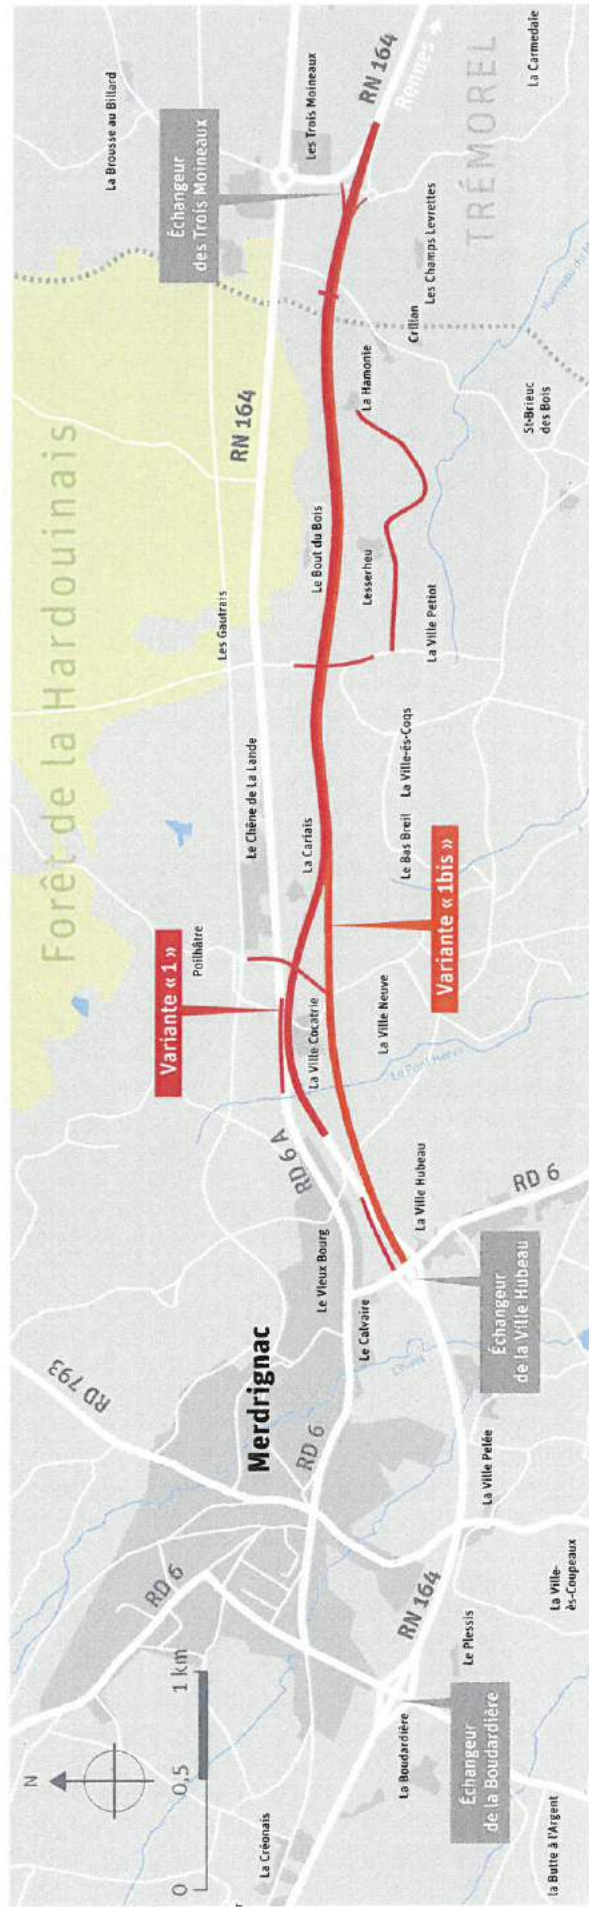 Forêt de la Hardouinais
La Brousse au Billard
Échangeur
des Trois Moineaux
Les Trois Moineaux
RN 164
Rennes
TRÉMOREL
La Carmedale
RN 164
Les Champs Levrettes
Crilian
La Hamonie
St-Brieuc
des Bois
Les Gautrais
Le Bout du Bois
Lesserheu
La Ville Petiot
Le Chêne de La Lande
La Cariais
La Ville-és-Coqs
Le Bas Breil
Poilhâtre
Variante « 1 »
Variante « 1bis »
La Ville Cocatrie
La Ville Neuve
RD 6 A
Le Vieux Bourg
La Ville Hubeau
RD 6
Merdrignac
Le Calvaire
Échangeur
de la Ville Hubeau
RD 793
RD 6
La Ville Pelée
RD 6
RN 164
Le Plessis
La Ville-
ès-Coupeaux
N
0
0,5
1 km
La Boudardière
Échangeur
de la Boudardière
La Créonais
la Butte à l'Argent